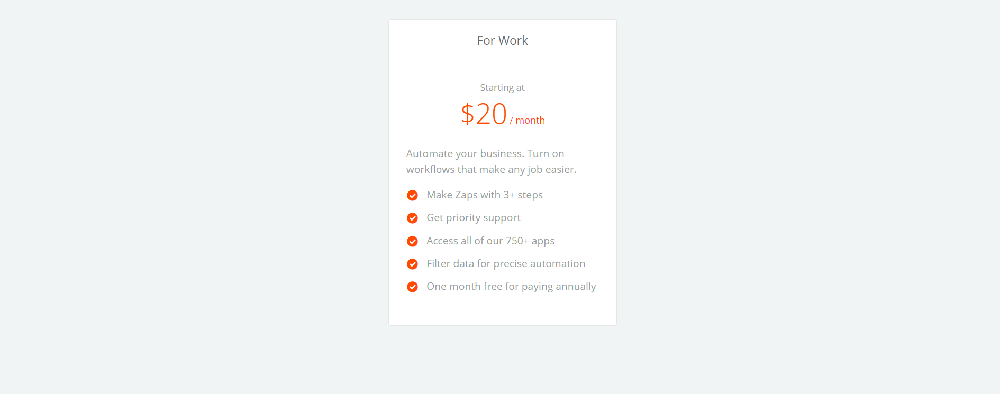 For Work
Starting at
$20 / month
Automate your business. Turn on
workflows that make any job easier.
Make Zaps with 3+ steps
Get priority support
Access all of our 750+ apps
Filter data for precise automation
One month free for paying annually